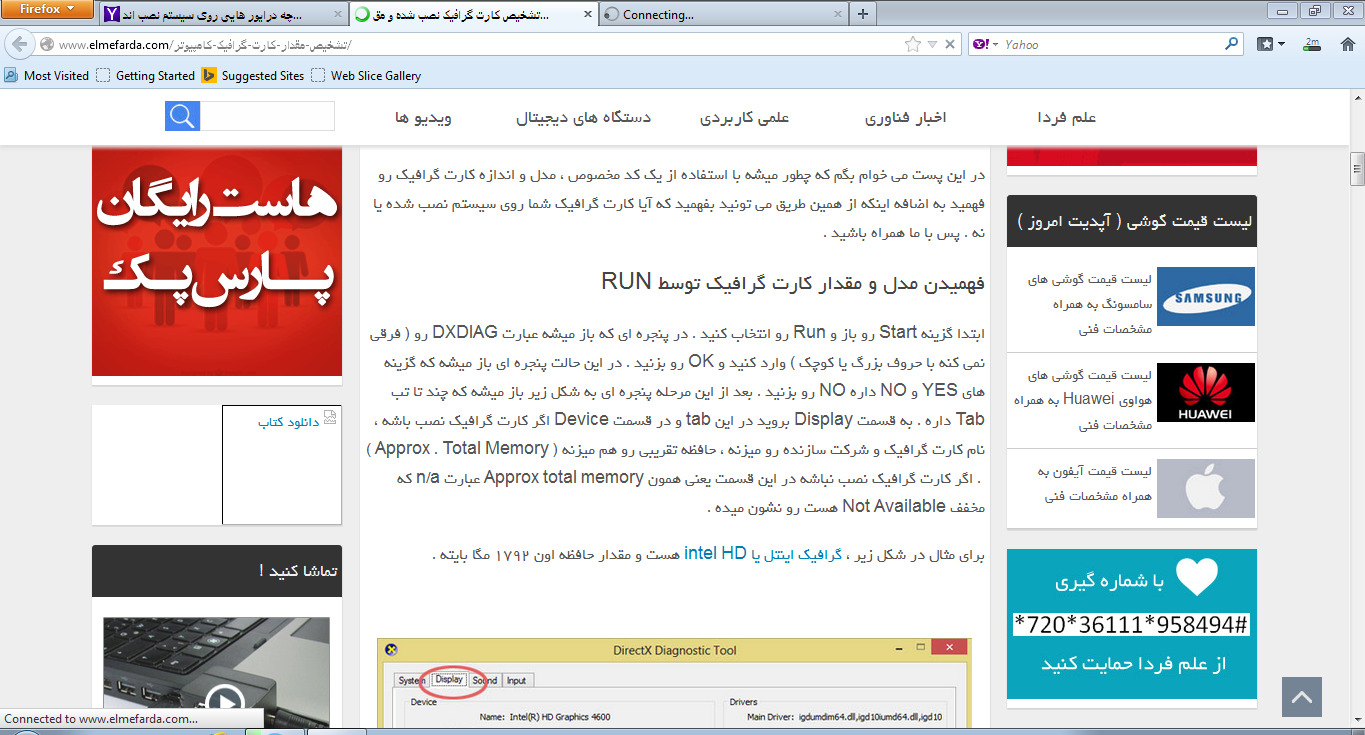 Firefox
چه درایور هایی روی سیستم نصب اند...
تشخیص کارت گرافیک نصب شده و مق...
Connecting...
www.elmefarda.com/تشخیص-مقدار-کارت-گرافیک-کامپیوتر/
Yahoo
2m
Most Visited
Getting Started
Suggested Sites
Web Slice Gallery
علم فردا
اخبار فناوری
علمی کاربردی
دستگاه های دیجیتال
ویدیو ها
لیست قیمت گوشی ( آپدیت امروز )
لیست قیمت گوشی های
سامسونگ به همراه
مشخصات فنی
SAMSUNG
لیست قیمت گوشی های
هواوی Huawei به همراه
مشخصات فنی
HUAWEI
لیست قیمت آیفون به
همراه مشخصات فنی
با شماره گیری
*720*36111*958494#
از علم فردا حمایت کنید
در این پست می خوام بگم که چطور میشه با استفاده از یک کد مخصوص ، مدل و اندازه کارت گرافیک رو
فهمید به اضافه اینکه از همین طریق می تونید بفهمید که آیا کارت گرافیک شما روی سیستم نصب شده یا
نه . پس با ما همراه باشید .
فهمیدن مدل و مقدار کارت گرافیک توسط RUN
ابتدا گزینه Start رو باز و Run رو انتخاب کنید . در پنجره ای که باز میشه عبارت DXDIAG رو ( فرقی
نمی کنه با حروف بزرگ یا کوچک ) وارد کنید و OK رو بزنید . در این حالت پنجره ای باز میشه که گزینه
های YES و NO داره NO رو بزنید . بعد از این مرحله پنجره ای به شکل زیر باز میشه که چند تا تب
Tab داره . به قسمت Display بروید در این tab و در قسمت Device اگر کارت گرافیک نصب باشه ،
نام کارت گرافیک و شرکت سازنده رو میزنه ، حافظه تقریبی رو هم میزنه ( Approx . Total Memory )
. اگر کارت گرافیک نصب نباشه در این قسمت یعنی همون Approx total memory عبارت n/a که
مخفف Not Available هست رو نشون میده .
برای مثال در شکل زیر ، گرافیک اینتل یا intel HD هست و مقدار حافظه اون ۱۷۹۲ مگا بایته .
DirectX Diagnostic Tool
System
Display
Sound
Input
Device
Name: Intel(R) HD Graphics 4600
Drivers
Main Driver: igdumdim64.dll,igd10iumd64.dll,igd10
هاست رایگان
پارس پک
دانلود کتاب
تماشا کنید !
Connected to www.elmefarda.com...